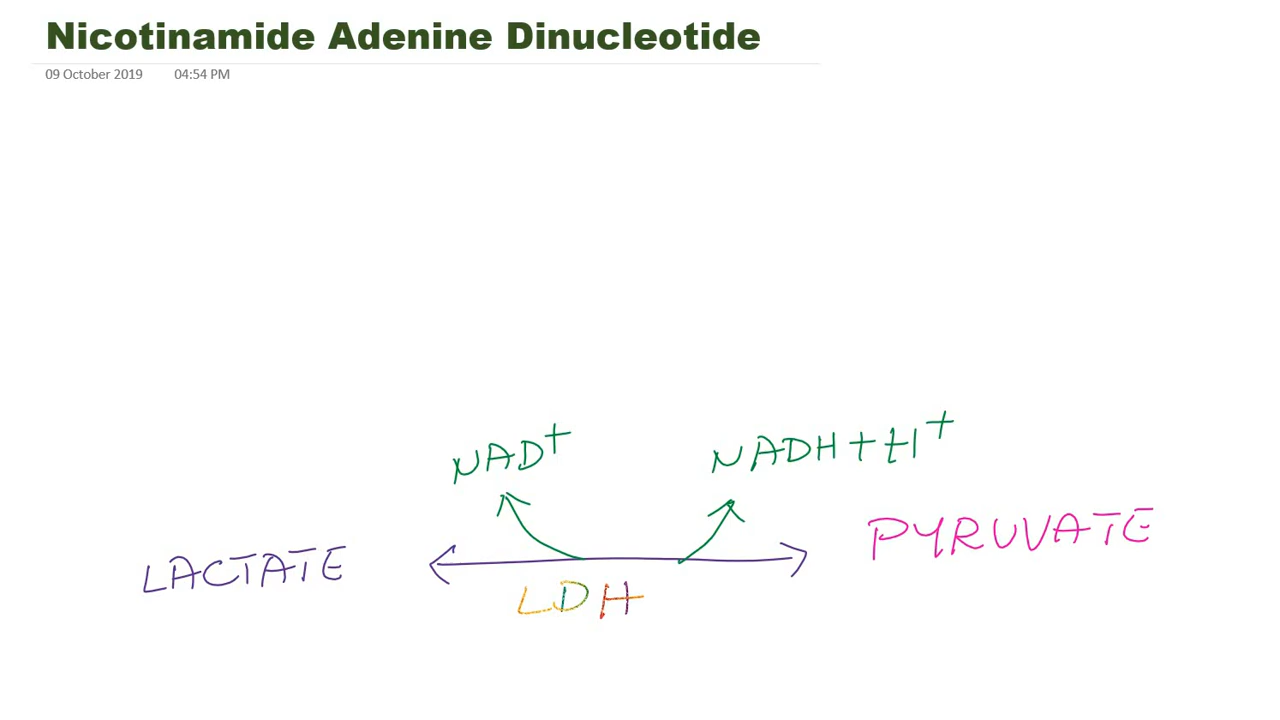 Nicotinamide Adenine Dinucleotide
09 October 2019 04:54 PM
NAD+ NADH+H+
LACTATE PYRUVATE
LDH